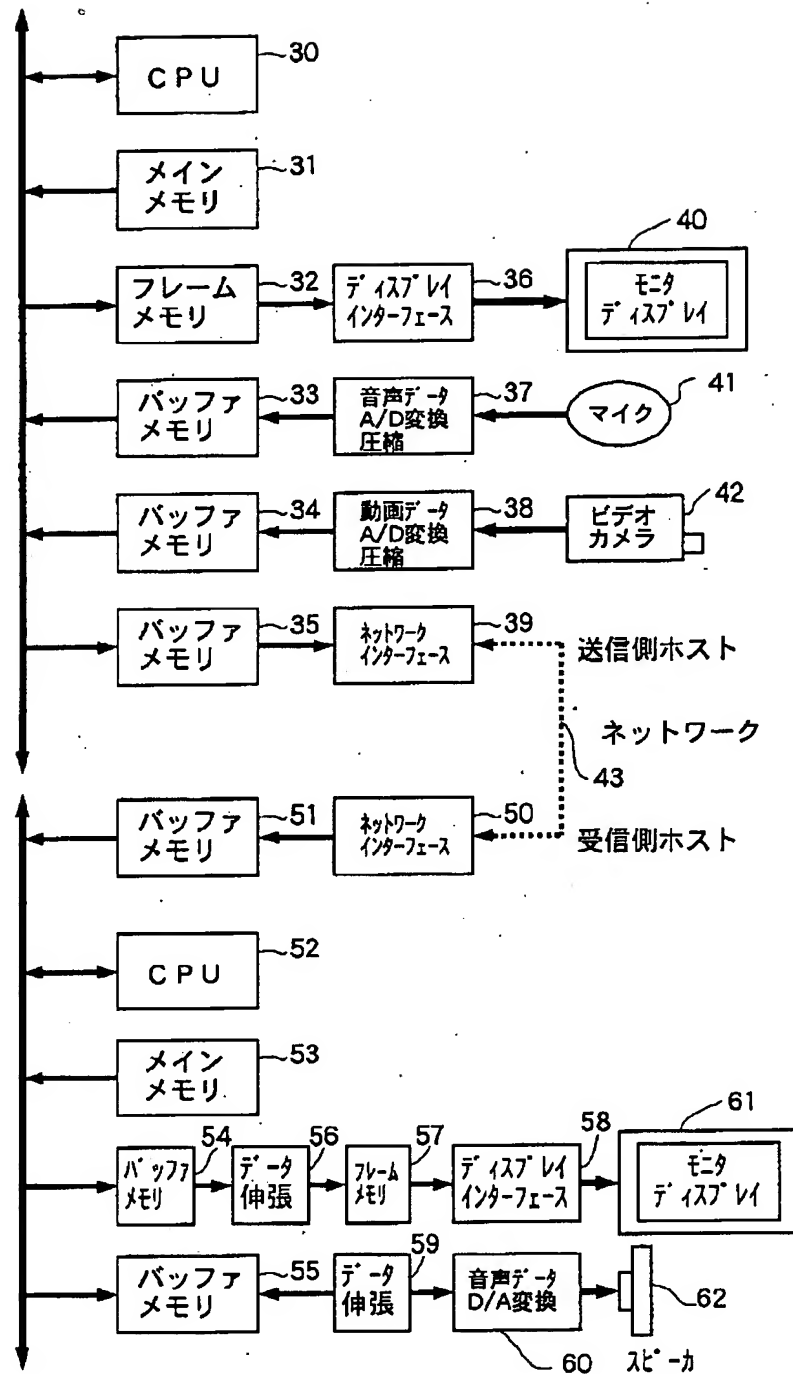 30
CPU
31
メイン
メモリ
40
32
36
フレーム
メモリ
ディスプレイ
インターフェース
モニタ
ディスプレイ
33
37
41
バッファ
メモリ
音声データ
A/D変換
圧縮
マイク
34
38
42
バッファ
メモリ
動画データ
A/D変換
圧縮
ビデオ
カメラ
35
39
バッファ
メモリ
ネットワーク
インターフェース
送信側ホスト
ネットワーク
43
51
50
バッファ
メモリ
ネットワーク
インターフェース
受信側ホスト
52
CPU
53
メイン
メモリ
61
54
56
57
58
バッファ
メモリ
データ
伸張
フレーム
メモリ
ディスプレイ
インターフェース
モニタ
ディスプレイ
55
59
バッファ
メモリ
データ
伸張
音声データ
D/A変換
62
60
スピーカ